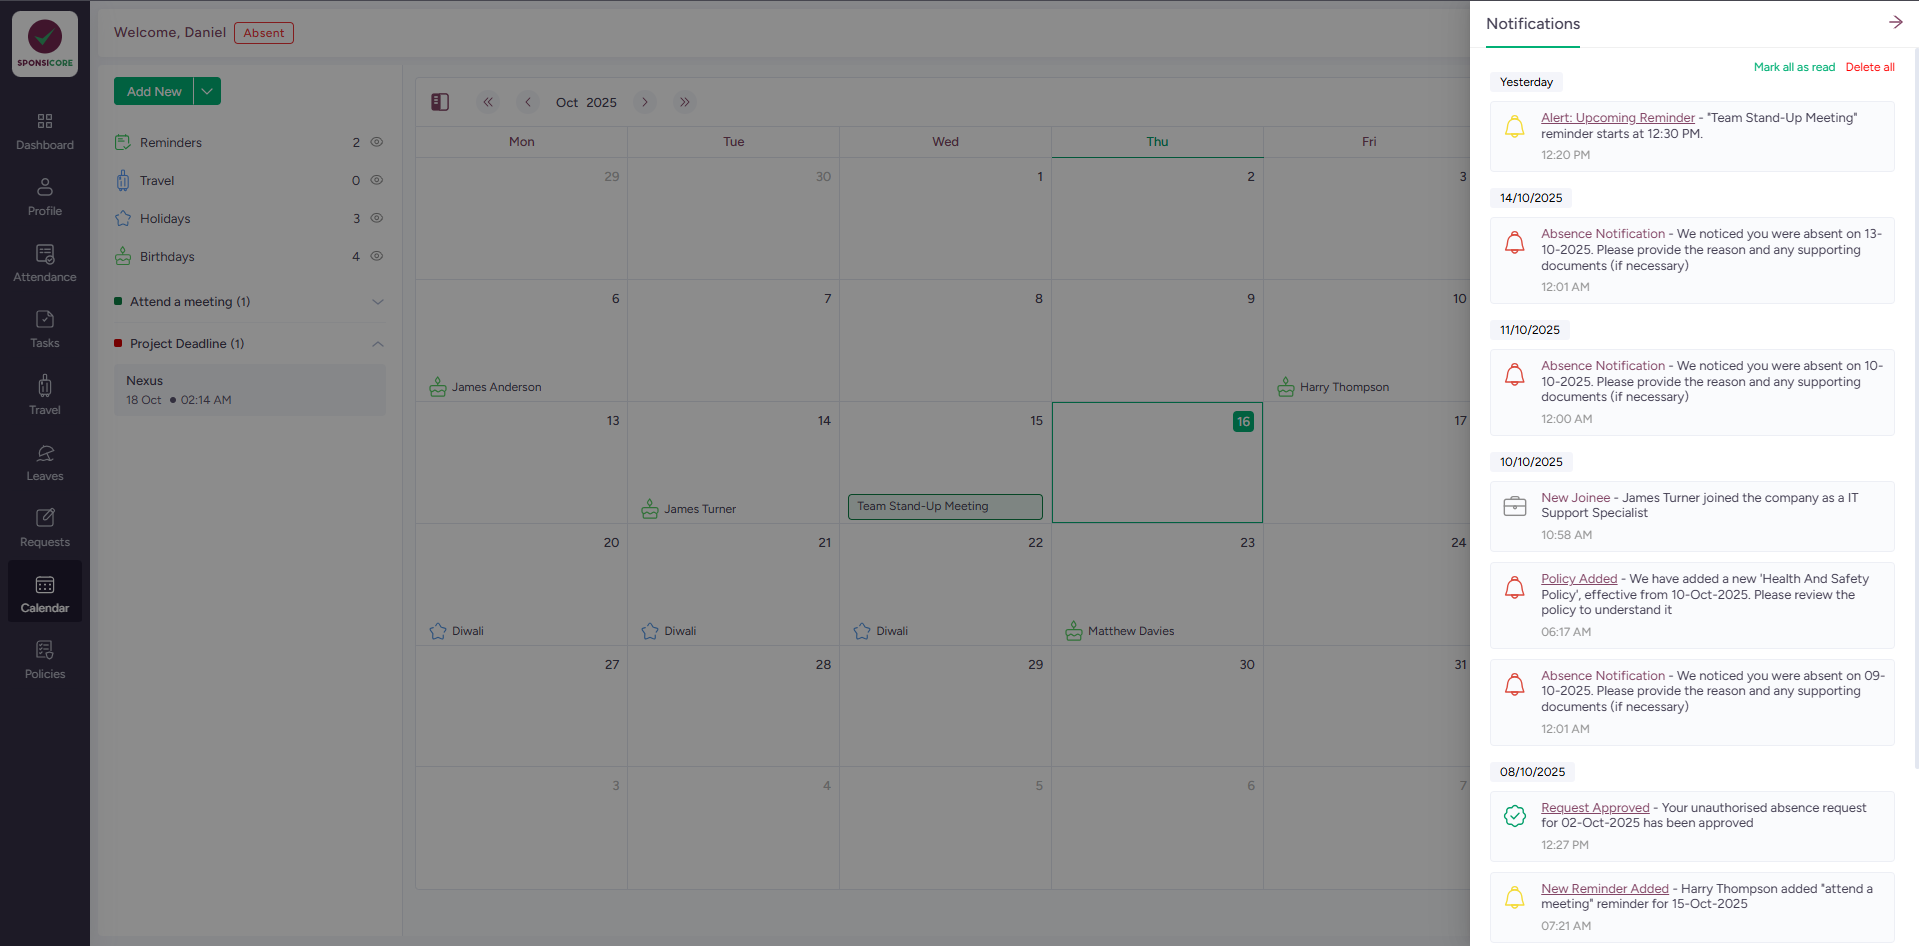 SPONSICORE
Dashboard
Profile
Attendance
Tasks
Travel
Leaves
Requests
Calendar
Policies
Welcome, Daniel
Absent
Add New
Reminders 2
Travel 0
Holidays 3
Birthdays 4
Attend a meeting (1)
Project Deadline (1)
Nexus
18 Oct • 02:14 AM
Oct 2025
Mon Tue Wed Thu Fri
29 30 1 2 3
6 7 8 9 10
James Anderson
Harry Thompson
13 14 15 16 17
James Turner
Team Stand-Up Meeting
20 21 22 23 24
Diwali
Diwali
Diwali
Matthew Davies
27 28 29 30 31
3 4 5 6 7
Notifications
Mark all as read
Delete all
Yesterday
Alert: Upcoming Reminder - "Team Stand-Up Meeting"
reminder starts at 12:30 PM.
12:20 PM
14/10/2025
Absence Notification - We noticed you were absent on 13-
10-2025. Please provide the reason and any supporting
documents (if necessary)
12:01 AM
11/10/2025
Absence Notification - We noticed you were absent on 10-
10-2025. Please provide the reason and any supporting
documents (if necessary)
12:00 AM
10/10/2025
New Joinee - James Turner joined the company as a IT
Support Specialist
10:58 AM
Policy Added - We have added a new 'Health And Safety
Policy', effective from 10-Oct-2025. Please review the
policy to understand it
06:17 AM
Absence Notification - We noticed you were absent on 09-
10-2025. Please provide the reason and any supporting
documents (if necessary)
12:01 AM
08/10/2025
Request Approved - Your unauthorised absence request
for 02-Oct-2025 has been approved
12:27 PM
New Reminder Added - Harry Thompson added "attend a
meeting" reminder for 15-Oct-2025
07:21 AM